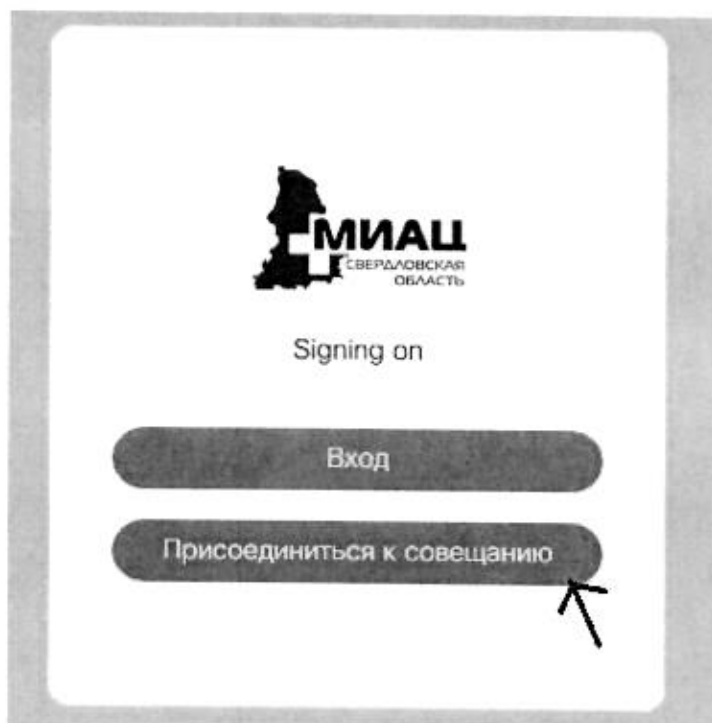 МИАЦ
СВЕРДЛОВСКАЯ
ОБЛАСТЬ
Signing on
Вход
Присоединиться к совещанию